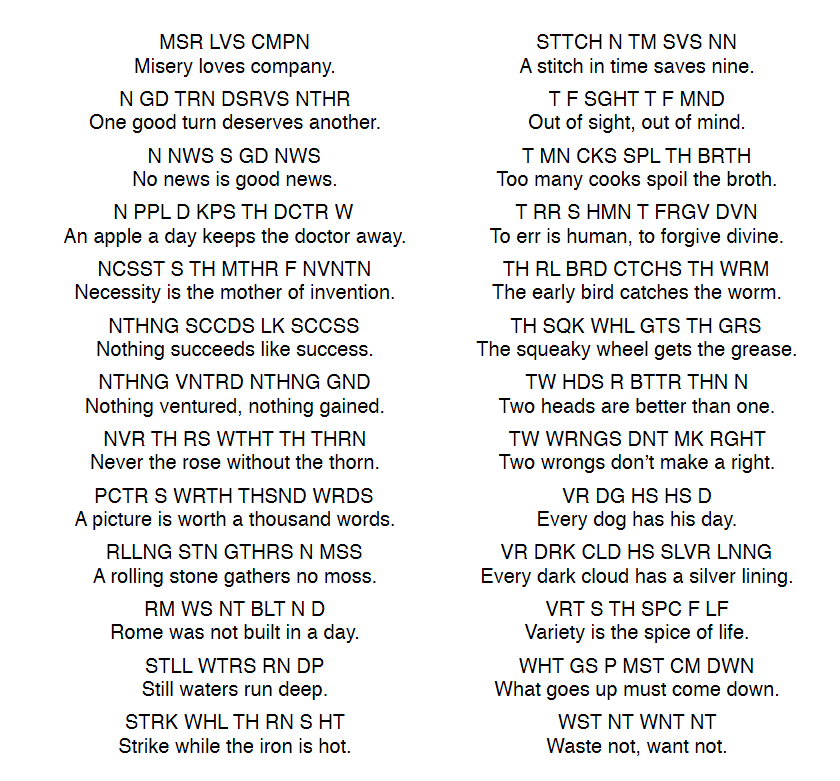 MSR LVS CMPN
Misery loves company.
N GD TRN DSRVS NTHR
One good turn deserves another.
N NWS S GD NWS
No news is good news.
N PPL D KPS TH DCTR W
An apple a day keeps the doctor away.
NCSST S TH MTHR F NVNTN
Necessity is the mother of invention.
NTHNG SCCDS LK SCCSS
Nothing succeeds like success.
NTHNG VNTRD NTHNG GND
Nothing ventured, nothing gained.
NVR TH RS WTHT TH THRN
Never the rose without the thorn.
PCTR S WRTH THSND WRDS
A picture is worth a thousand words.
RLLNG STN GTHRS N MSS
A rolling stone gathers no moss.
RM WS NT BLT N D
Rome was not built in a day.
STLL WTRS RN DP
Still waters run deep.
STRK WHL TH RN S HT
Strike while the iron is hot.
STTCH N TM SVS NN
A stitch in time saves nine.
T F SGHT T F MND
Out of sight, out of mind.
T MN CKS SPL TH BRTH
Too many cooks spoil the broth.
T RR S HMN T FRGV DVN
To err is human, to forgive divine.
TH RL BRD CTCHS TH WRM
The early bird catches the worm.
TH SQK WHL GTS TH GRS
The squeaky wheel gets the grease.
TW HDS R BTTR THN N
Two heads are better than one.
TW WRNGS DNT MK RGHT
Two wrongs don’t make a right.
VR DG HS HS D
Every dog has his day.
VR DRK CLD HS SLVR LNNG
Every dark cloud has a silver lining.
VRT S TH SPC F LF
Variety is the spice of life.
WHT GS P MST CM DWN
What goes up must come down.
WST NT WNT NT
Waste not, want not.